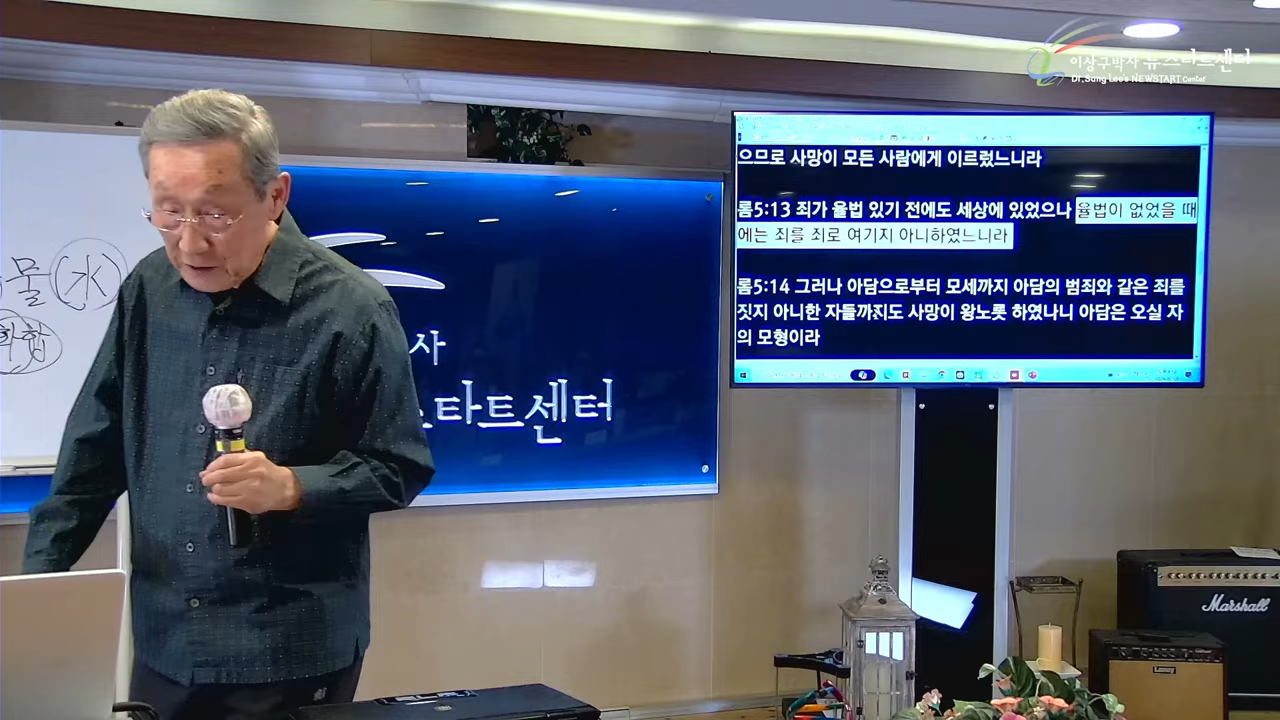 이상구박사 뉴스타트센터
Dr. Sang Lee's NEWSTART Center
으므로 사망이 모든 사람에게 이르렀느니라
롬5:13 죄가 율법 있기 전에도 세상에 있었으나 율법이 없었을 때
에는 죄를 죄로 여기지 아니하였느니라
롬5:14 그러나 아담으로부터 모세까지 아담의 범죄와 같은 죄를
짓지 아니한 자들까지도 사망이 왕노릇 하였나니 아담은 오실 자
의 모형이라
물 (水)
화합
사
스타트센터
Marshall
Laney